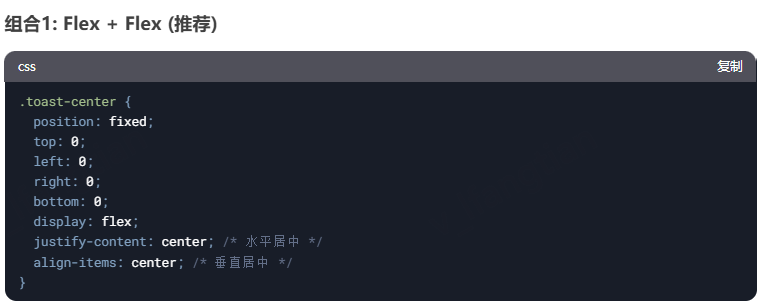 组合1: Flex + Flex (推荐)
css 复制
.toast-center {
  position: fixed;
  top: 0;
  left: 0;
  right: 0;
  bottom: 0;
  display: flex;
  justify-content: center; /* 水平居中 */
  align-items: center; /* 垂直居中 */
}